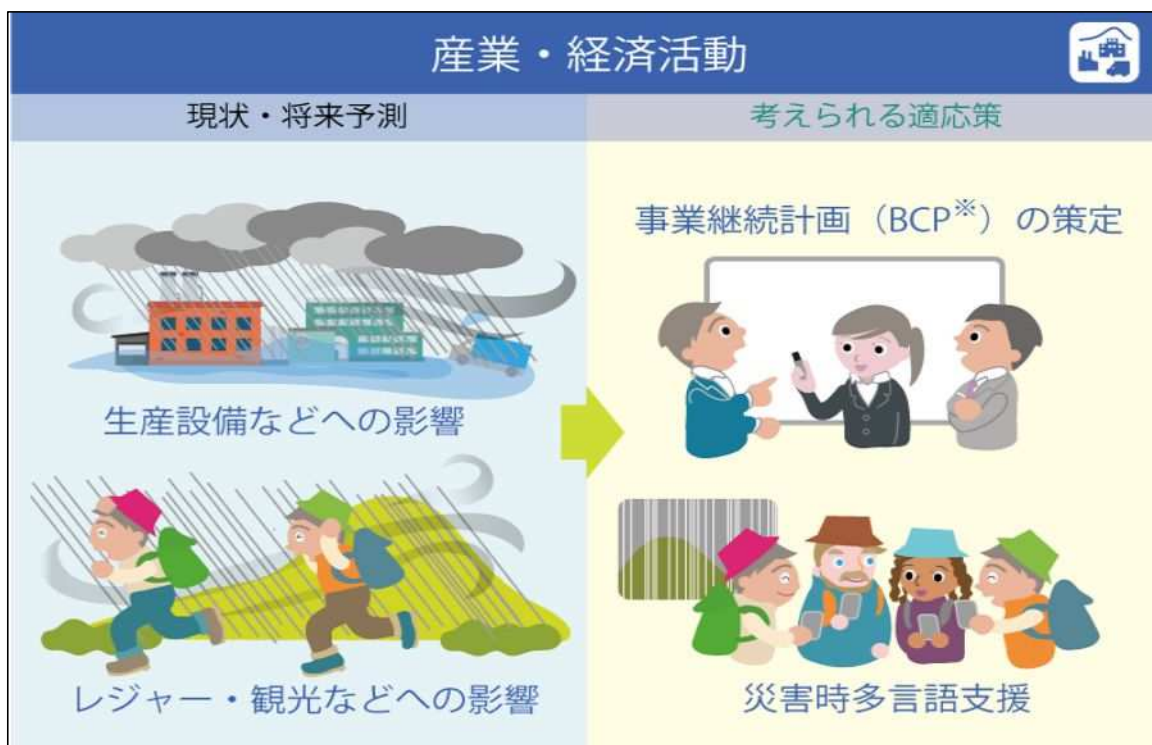 産業・経済活動
現状・将来予測
考えられる適応策
生産設備などへの影響
レジャー・観光などへの影響
事業継続計画（BCP※）の策定
災害時多言語支援